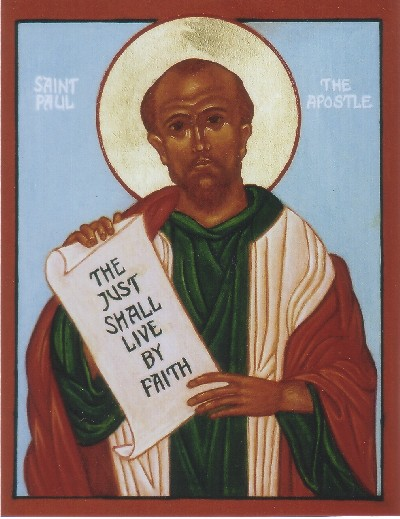 SAINT
PAUL
THE
APOSTLE
THE
JUST
SHALL
LIVE
BY
FAITH